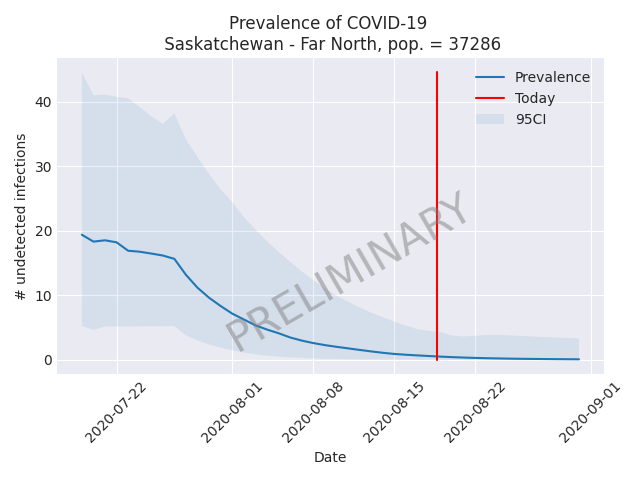 Prevalence of COVID-19
Saskatchewan - Far North, pop. = 37286
Prevalence
Today
95CI
PRELIMINARY
# undetected infections
40
30
20
10
0
2020-07-22
2020-08-01
2020-08-08
2020-08-15
2020-08-22
2020-09-01
Date